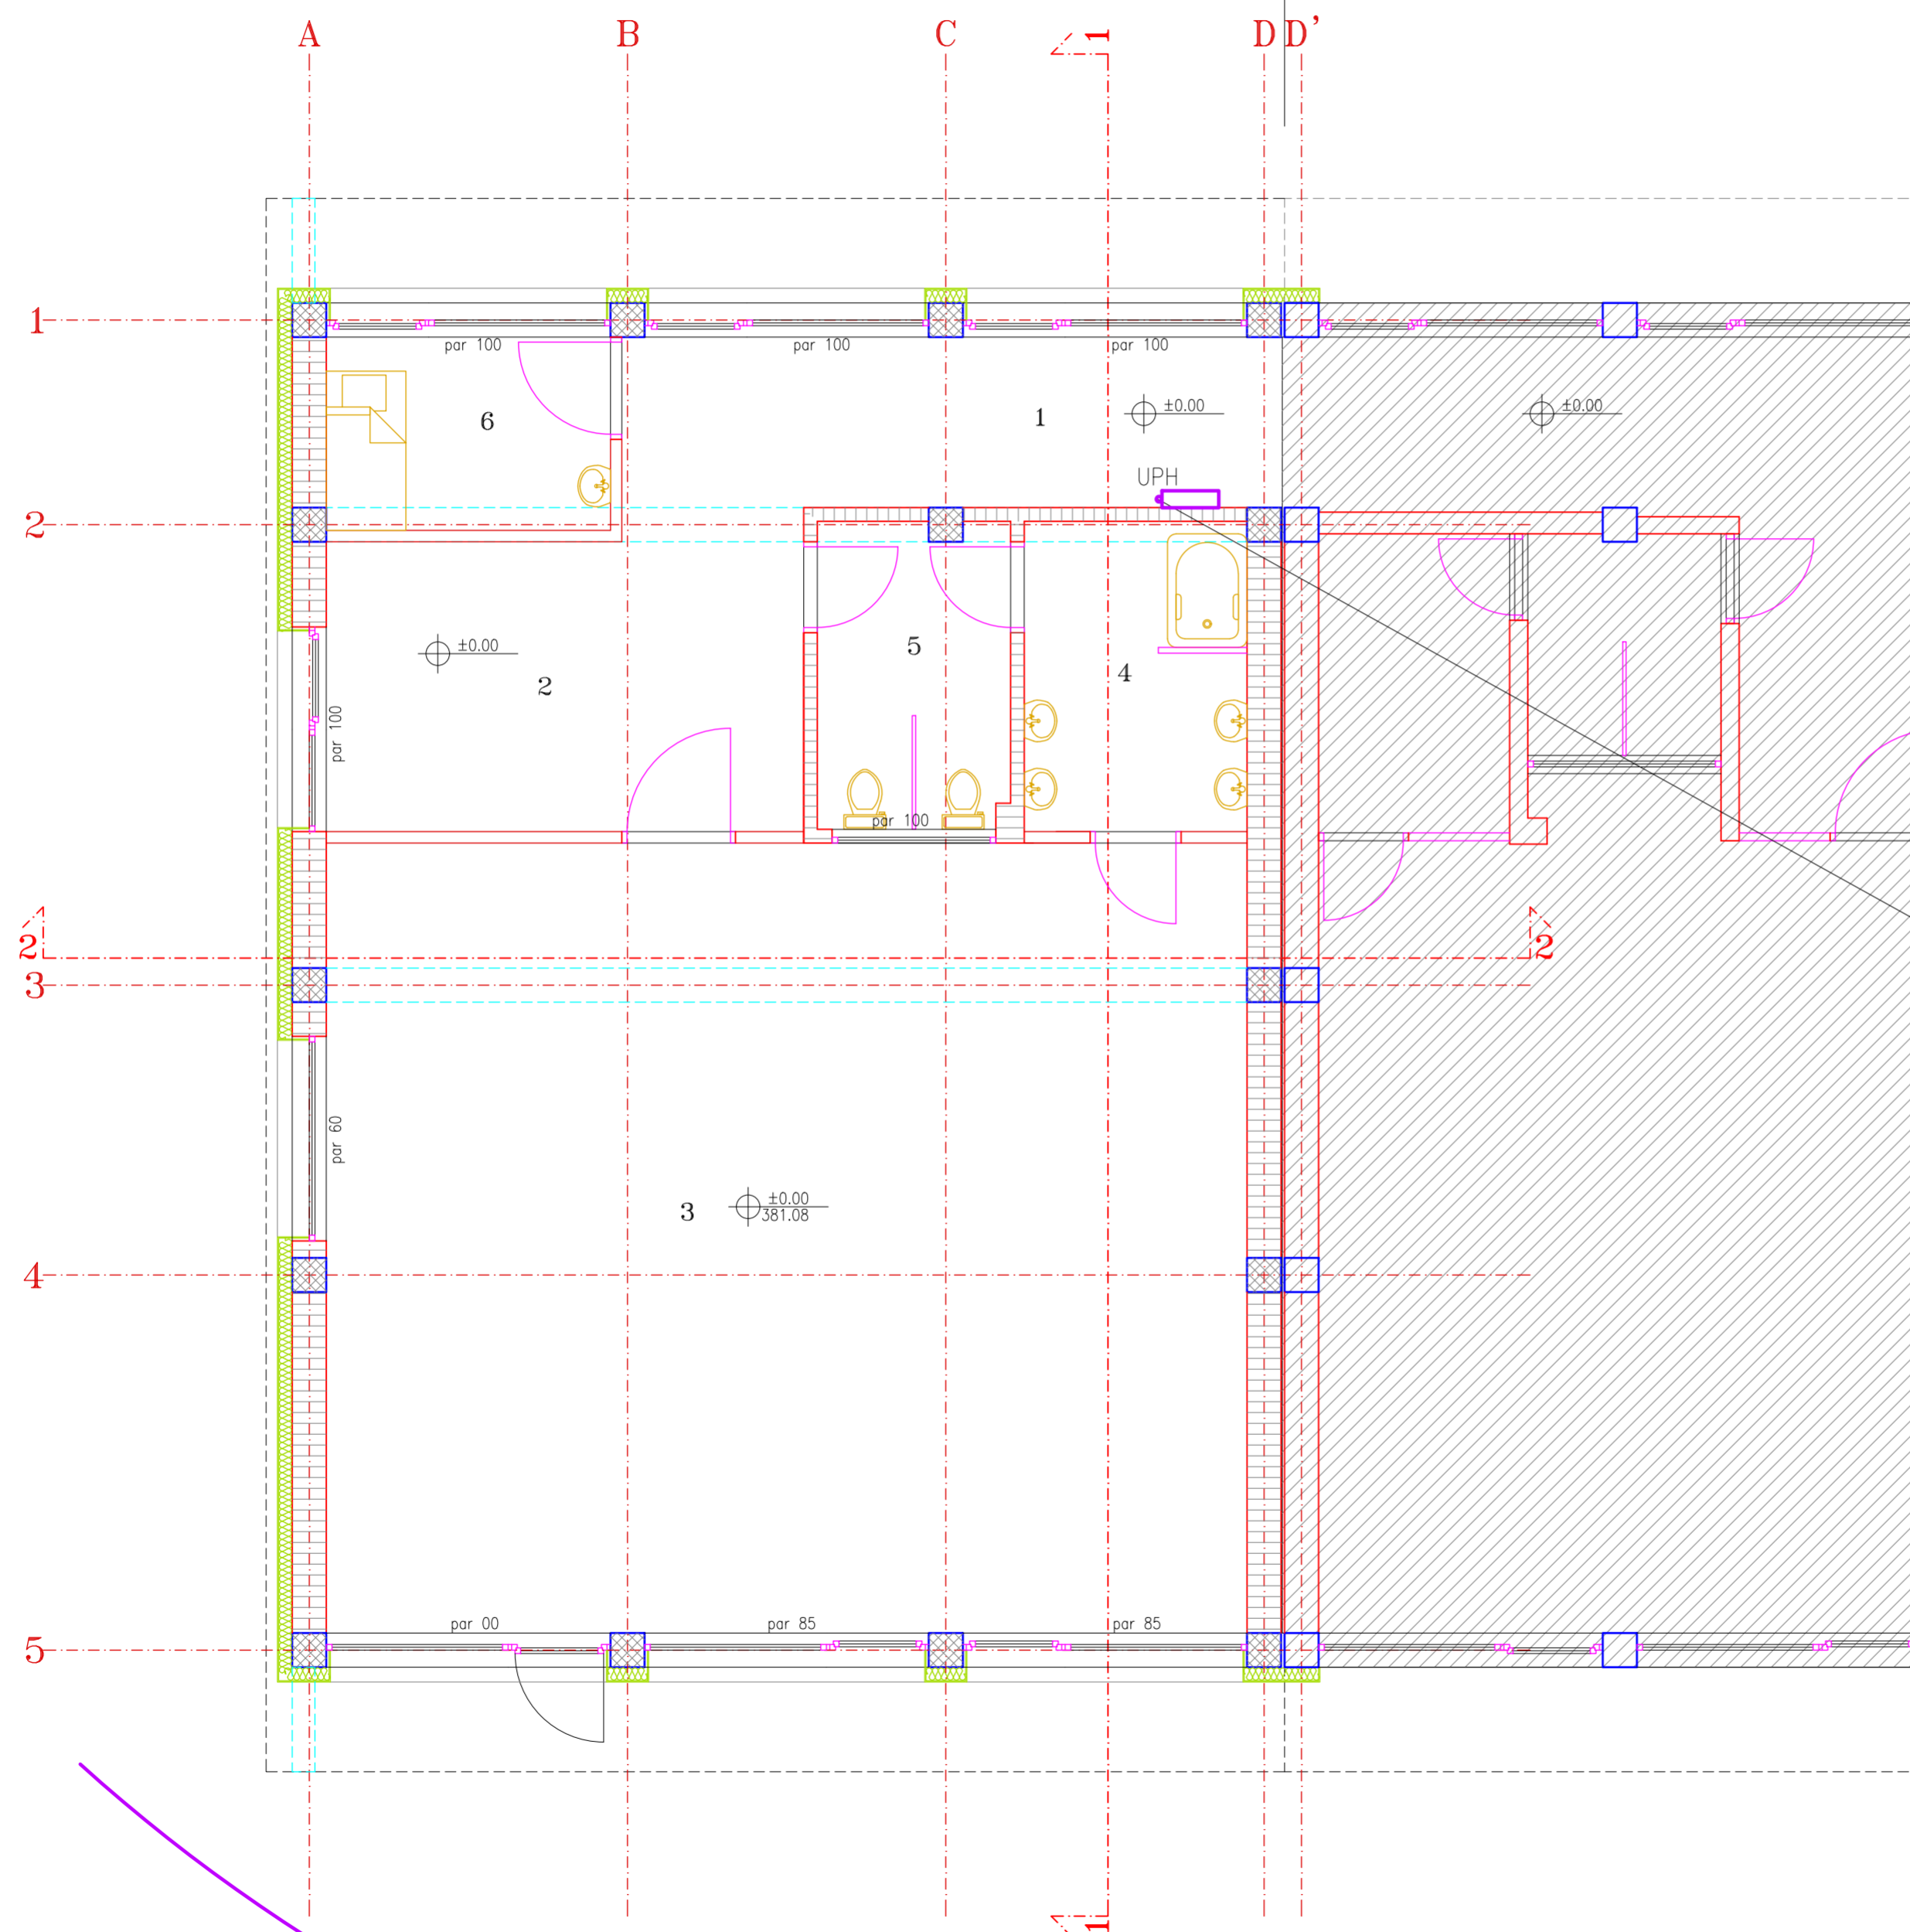 A B C 1 D D'
1
par 100 par 100 par 100
6 1 ±0.00 ±0.00
UPH
2
±0.00
2 5 4
par 100
par 100
2 2
3
par 60
3 ±0.00
381.08
4
par 00 par 85 par 85
5
1